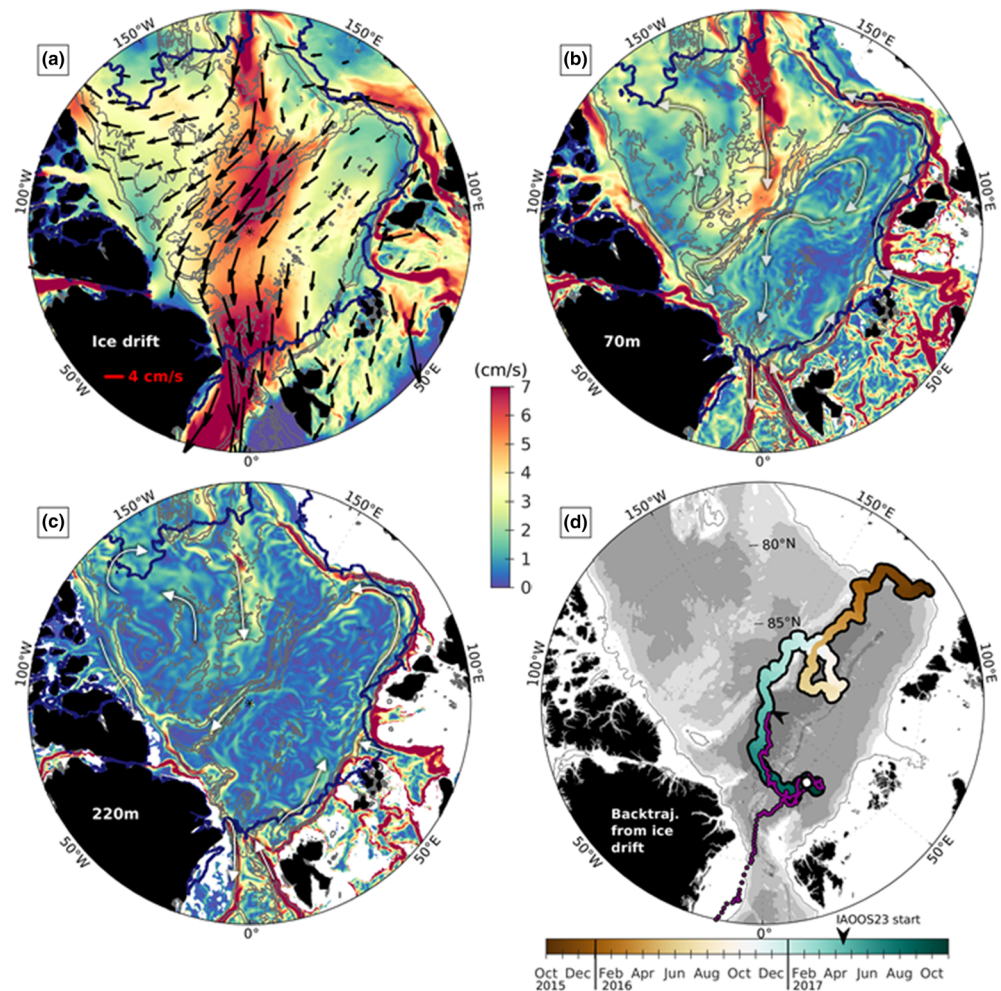 (a)
150°W
150°E
100°W
100°E
50°W
50°E
0°
Ice drift
4 cm/s
(b)
150°W
150°E
100°W
100°E
50°W
50°E
0°
70m
(cm/s)
7
6
5
4
3
2
1
0
(c)
150°W
150°E
100°W
100°E
50°W
50°E
0°
220m
(d)
150°W
150°E
100°W
100°E
50°W
50°E
0°
80°N
85°N
Backtraj.
from ice
drift
IAOOS23 start
Oct Dec Feb Apr Jun Aug Oct Dec Feb Apr Jun Aug Oct
2015 2016 2017